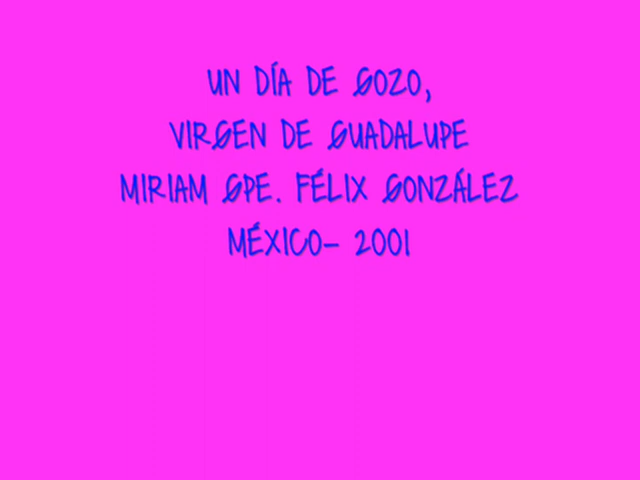 UN DÍA DE GOZO,
VIRGEN DE GUADALUPE
MIRIAM GPE. FÉLIX GONZÁLEZ
MÉXICO- 2001